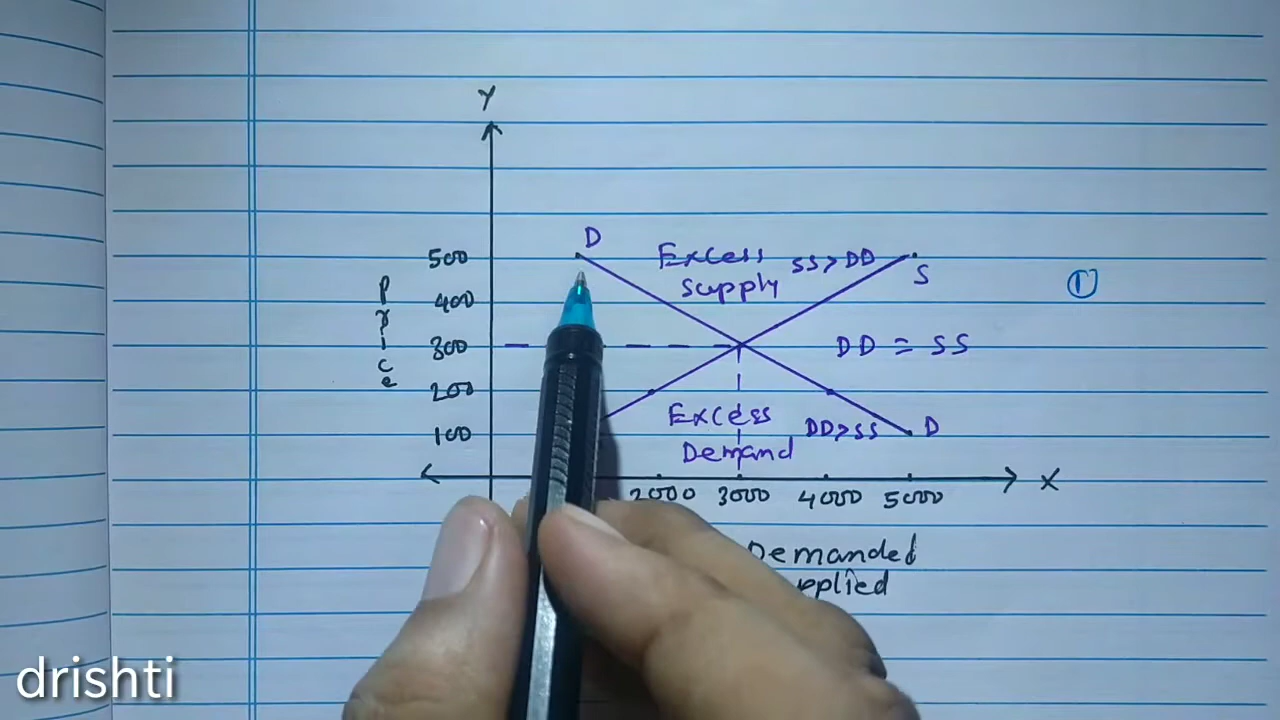 Y
D
Excess SS>DD
Supply
S
①
500
400
300
200
100
Price
DD = SS
Excess
Demand
DD>SS
D
2000 3000 4000 5000
X
Demanded
drishti